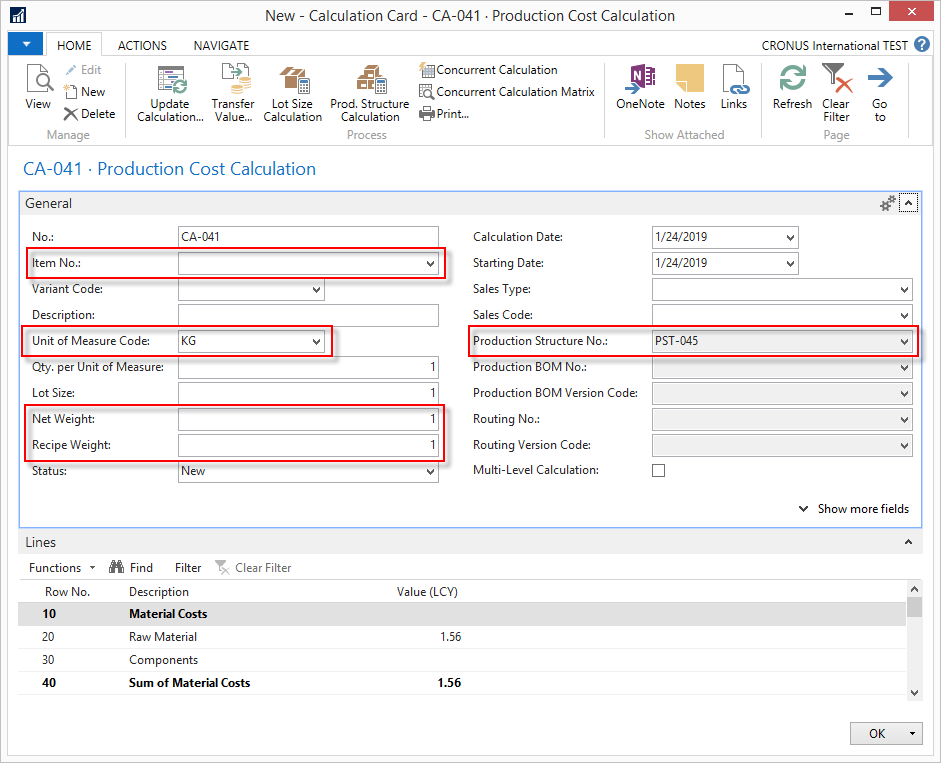 New - Calculation Card - CA-041 · Production Cost Calculation
HOME ACTIONS NAVIGATE CRONUS International TEST ?
View
Edit
New
Delete
Manage
Update Calculation...
Transfer Value...
Lot Size Calculation
Prod. Structure Calculation
Concurrent Calculation
Concurrent Calculation Matrix
Print...
Process
OneNote
Notes
Links
Show Attached
Refresh
Clear Filter
Go to
Page
CA-041 · Production Cost Calculation
General
No.: CA-041
Item No.:
Variant Code:
Description:
Unit of Measure Code: KG
Qty. per Unit of Measure: 1
Lot Size: 1
Net Weight: 1
Recipe Weight: 1
Status: New
Calculation Date: 1/24/2019
Starting Date: 1/24/2019
Sales Type:
Sales Code:
Production Structure No.: PST-045
Production BOM No.:
Production BOM Version Code:
Routing No.:
Routing Version Code:
Multi-Level Calculation:
Show more fields
Lines
Functions Find Filter Clear Filter
Row No. Description Value (LCY)
10 Material Costs
20 Raw Material 1.56
30 Components
40 Sum of Material Costs 1.56
OK